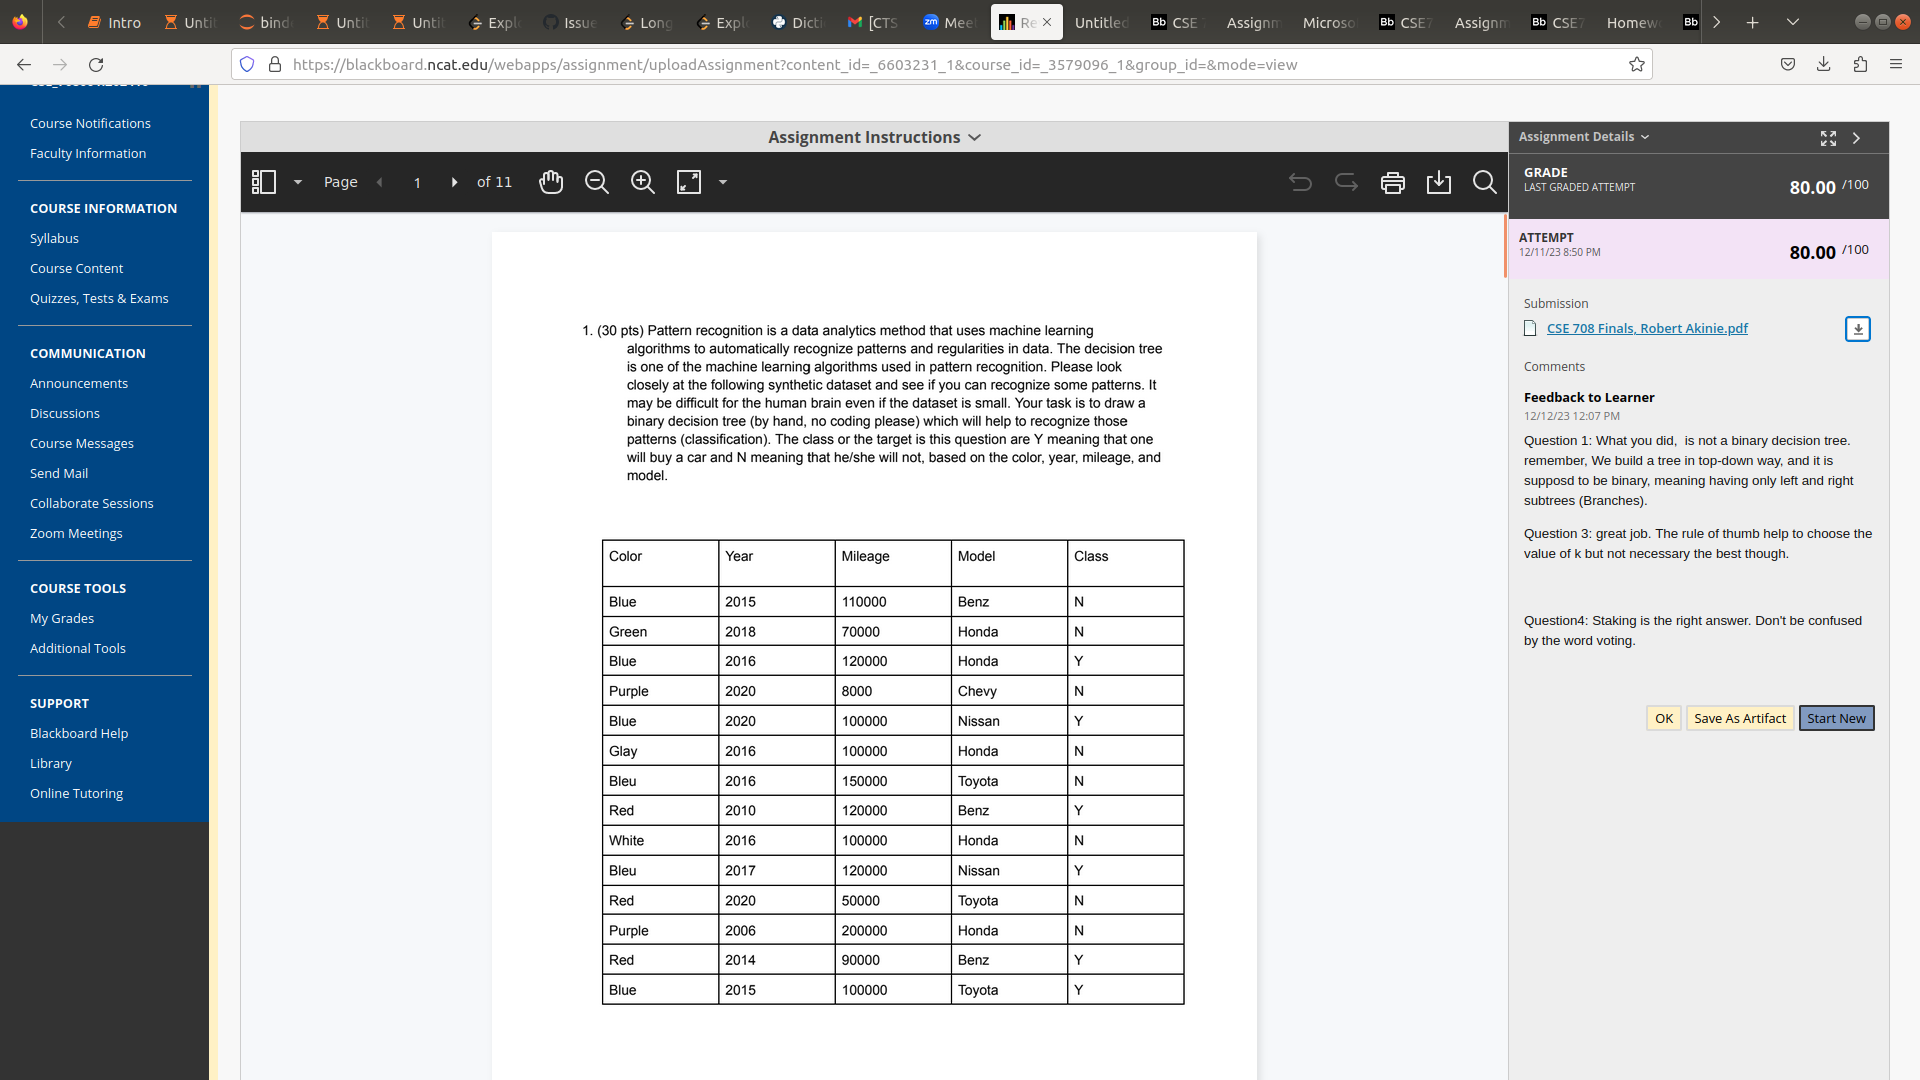 Intro
Unti
bind
Unti
Unti
Explo
Issue
Long
Explo
Dicti
[CTS
Meet
Re
Untitled
CSE
Assignm
Microso
CSE7
Assignm
CSE7
Homew
https://blackboard.ncat.edu/webapps/assignment/uploadAssignment?content_id=_6603231_1&course_id=_3579096_1&group_id=&mode=view
Course Notifications
Faculty Information
COURSE INFORMATION
Syllabus
Course Content
Quizzes, Tests & Exams
COMMUNICATION
Announcements
Discussions
Course Messages
Send Mail
Collaborate Sessions
Zoom Meetings
COURSE TOOLS
My Grades
Additional Tools
SUPPORT
Blackboard Help
Library
Online Tutoring
Assignment Instructions
Page 1 of 11
1. (30 pts) Pattern recognition is a data analytics method that uses machine learning
algorithms to automatically recognize patterns and regularities in data. The decision tree
is one of the machine learning algorithms used in pattern recognition. Please look
closely at the following synthetic dataset and see if you can recognize some patterns. It
may be difficult for the human brain even if the dataset is small. Your task is to draw a
binary decision tree (by hand, no coding please) which will help to recognize those
patterns (classification). The class or the target is this question are Y meaning that one
will buy a car and N meaning that he/she will not, based on the color, year, mileage, and
model.
Color Year Mileage Model Class
Blue 2015 110000 Benz N
Green 2018 70000 Honda N
Blue 2016 120000 Honda Y
Purple 2020 8000 Chevy N
Blue 2020 100000 Nissan Y
Glay 2016 100000 Honda N
Bleu 2016 150000 Toyota N
Red 2010 120000 Benz Y
White 2016 100000 Honda N
Bleu 2017 120000 Nissan Y
Red 2020 50000 Toyota N
Purple 2006 200000 Honda N
Red 2014 90000 Benz Y
Blue 2015 100000 Toyota Y
Assignment Details
GRADE
LAST GRADED ATTEMPT
80.00 /100
ATTEMPT
12/11/23 8:50 PM
80.00 /100
Submission
CSE 708 Finals, Robert Akinie.pdf
Comments
Feedback to Learner
12/12/23 12:07 PM
Question 1: What you did, is not a binary decision tree.
remember, We build a tree in top-down way, and it is
supposd to be binary, meaning having only left and right
subtrees (Branches).
Question 3: great job. The rule of thumb help to choose the
value of k but not necessary the best though.
Question4: Staking is the right answer. Don't be confused
by the word voting.
OK
Save As Artifact
Start New